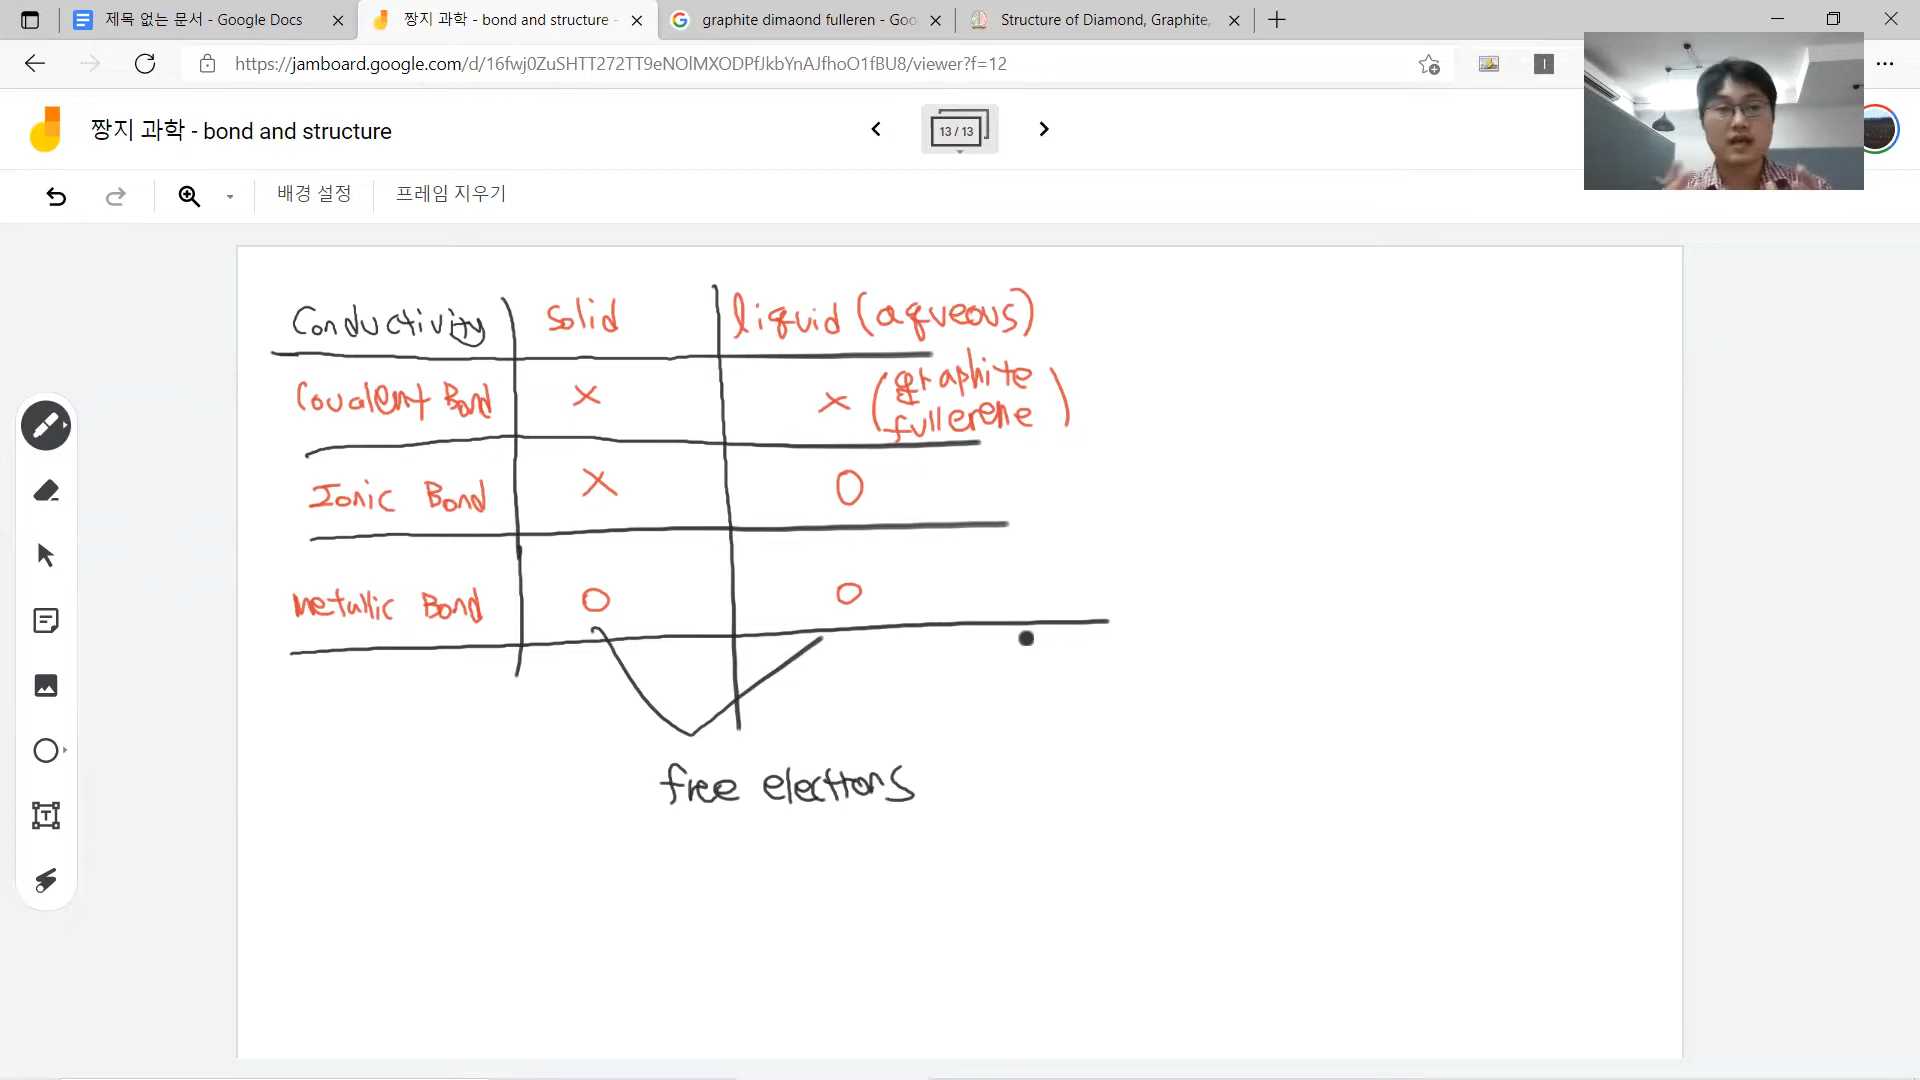 제목 없는 문서 - Google Docs
짱지 과학 - bond and structure -
graphite dimaond fulleren - Goo
Structure of Diamond, Graphite,
https://jamboard.google.com/d/16fwj0ZuSHTT272TT9eNOlMXODPfJkbYnAJfhoO1fBU8/viewer?f=12
짱지 과학 - bond and structure
13 / 13
배경 설정
프레임 지우기
Conductivity solid liquid (aqueous)
Covalent Bond X X (graphite
fullerene)
Ionic Bond X O
Metallic Bond O O
free electrons